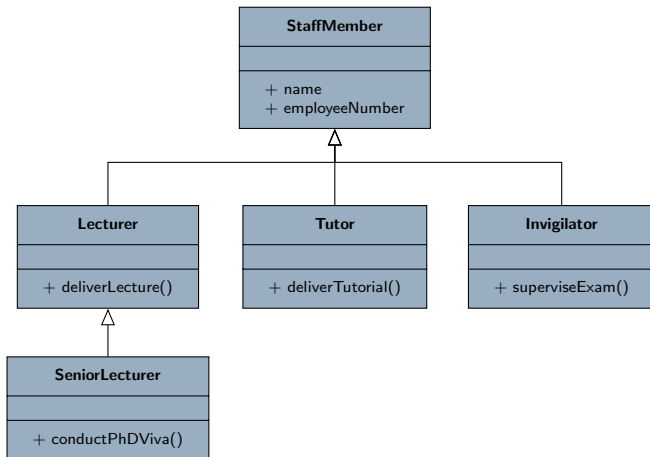 StaffMember
+ name
+ employeeNumber
Lecturer
+ deliverLecture()
Tutor
+ deliverTutorial()
Invigilator
+ superviseExam()
SeniorLecturer
+ conductPhDViva()